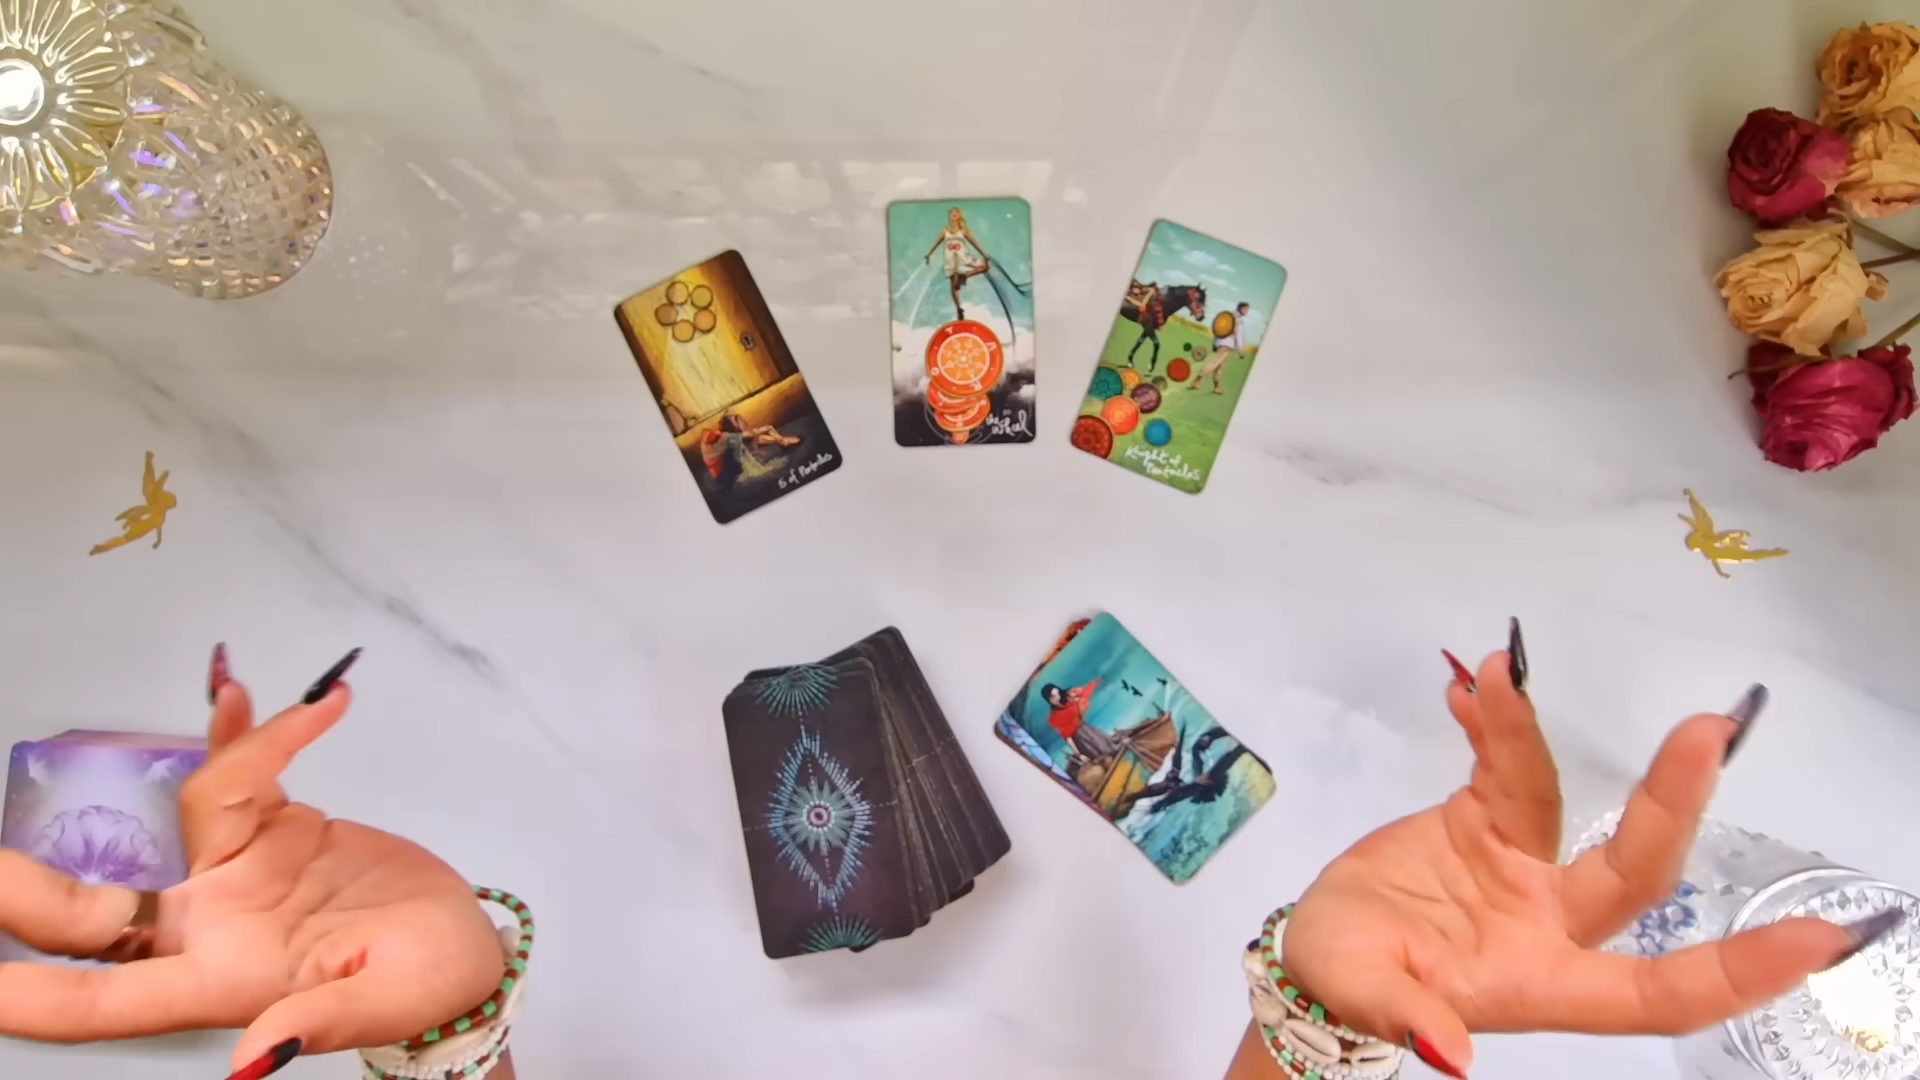 5 of Pentacles
the
Wheel
Knight of
Pentacles